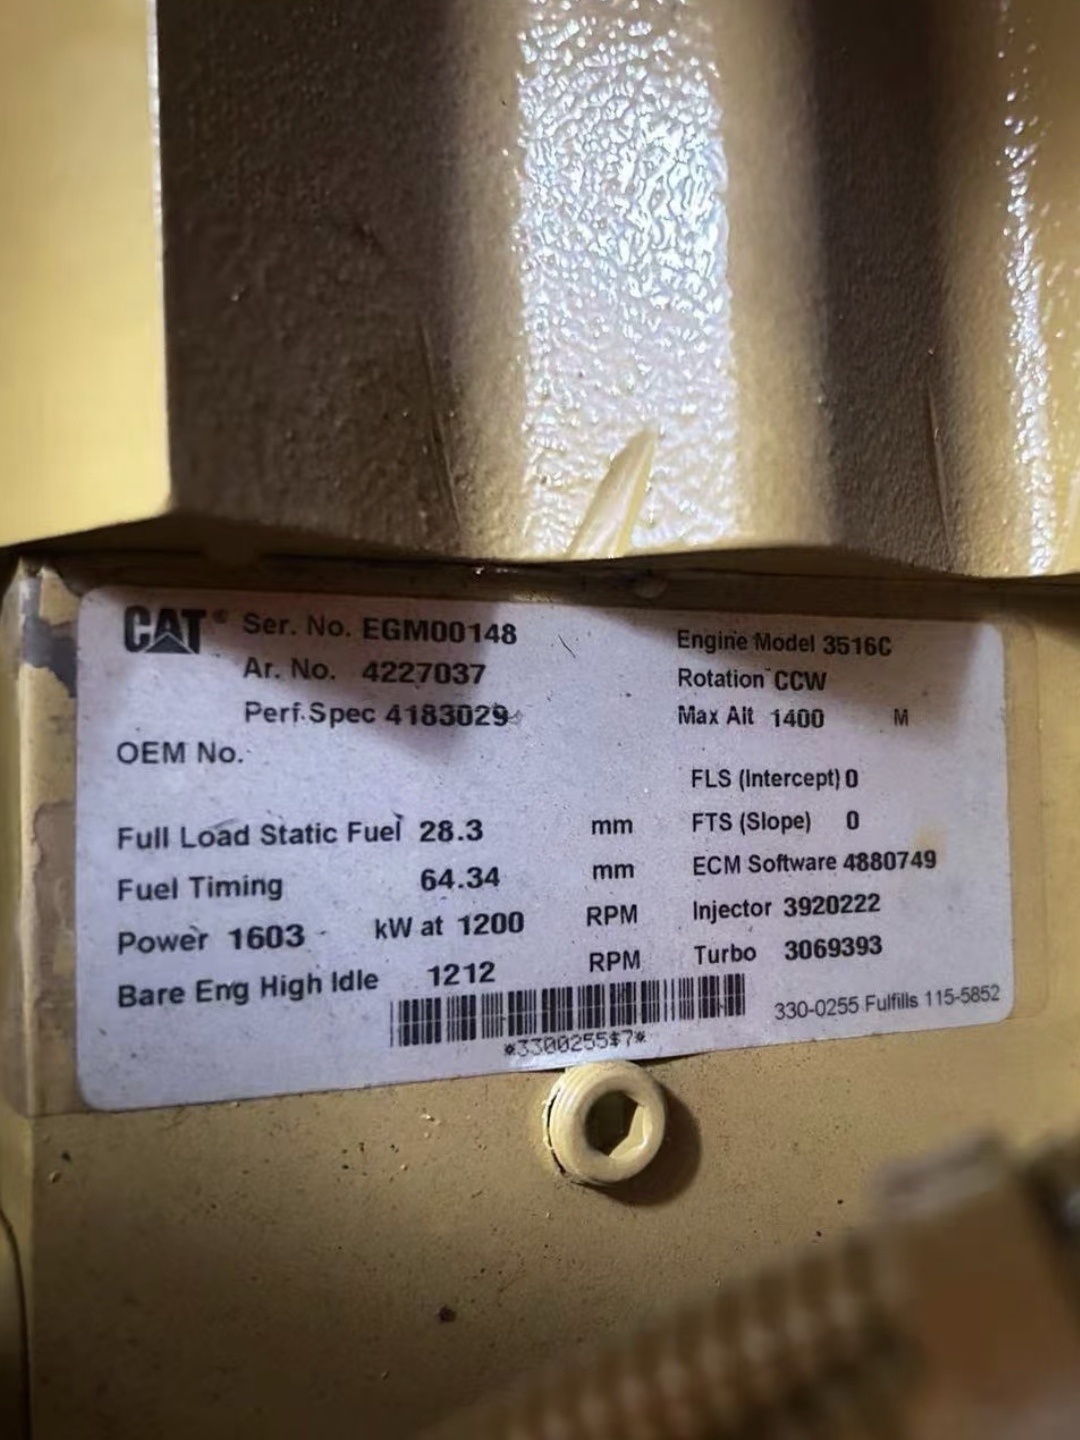 CAT® Ser. No. EGM00148
Ar. No. 4227037
Perf.Spec 4183029
OEM No.
Full Load Static Fuel 28.3 mm
Fuel Timing 64.34 mm
Power 1603 kW at 1200 RPM
Bare Eng High Idle 1212 RPM
Engine Model 3516C
Rotation CCW
Max Alt 1400 M
FLS (Intercept) 0
FTS (Slope) 0
ECM Software 4880749
Injector 3920222
Turbo 3069393
*3300255$7*
330-0255 Fulfills 115-5852